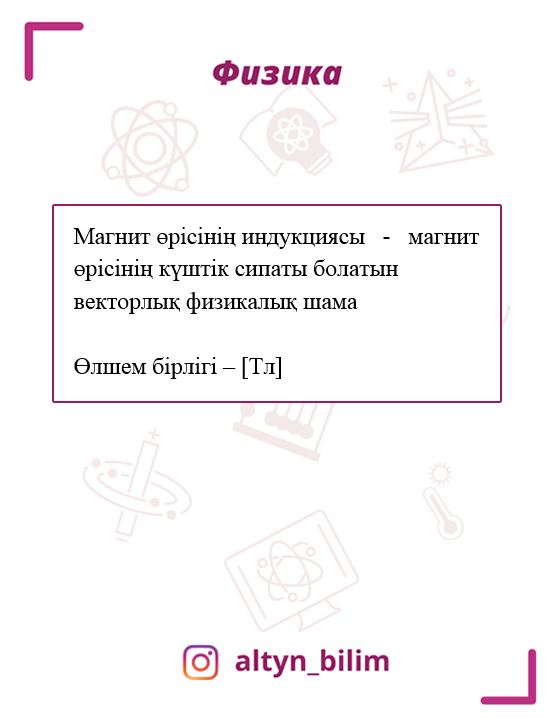 Физика
Магнит өрісінің индукциясы - магнит
өрісінің күштік сипаты болатын
векторлық физикалық шама
Өлшем бірлігі – [Тл]
altyn_bilim